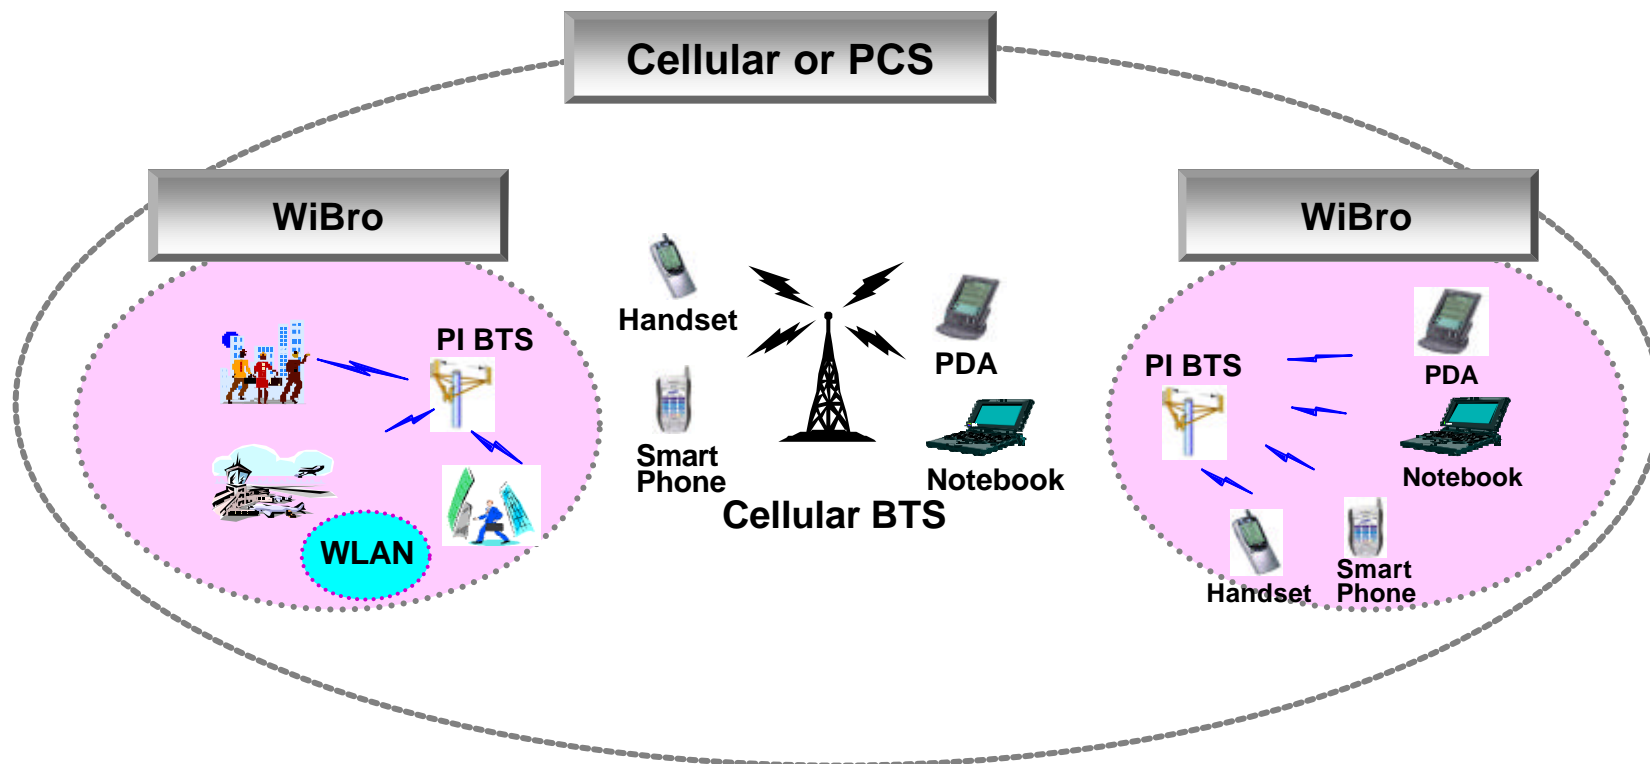 Cellular or PCS
WiBro
WiBro
Handset
PI BTS
PDA
PI BTS
PDA
Smart
Phone
Notebook
Notebook
Cellular BTS
WLAN
Handset
Smart
Phone